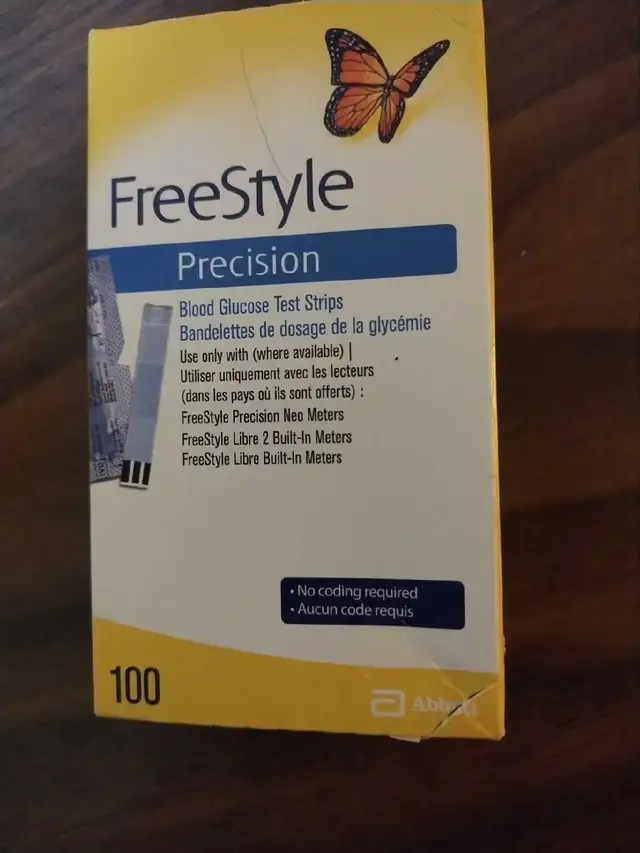 FreeStyle
Precision
Blood Glucose Test Strips
Bandelettes de dosage de la glycémie
Use only with (where available) |
Utiliser uniquement avec les lecteurs
(dans les pays où ils sont offerts) :
FreeStyle Precision Neo Meters
FreeStyle Libre 2 Built-In Meters
FreeStyle Libre Built-In Meters
• No coding required
• Aucun code requis
100
Abbott